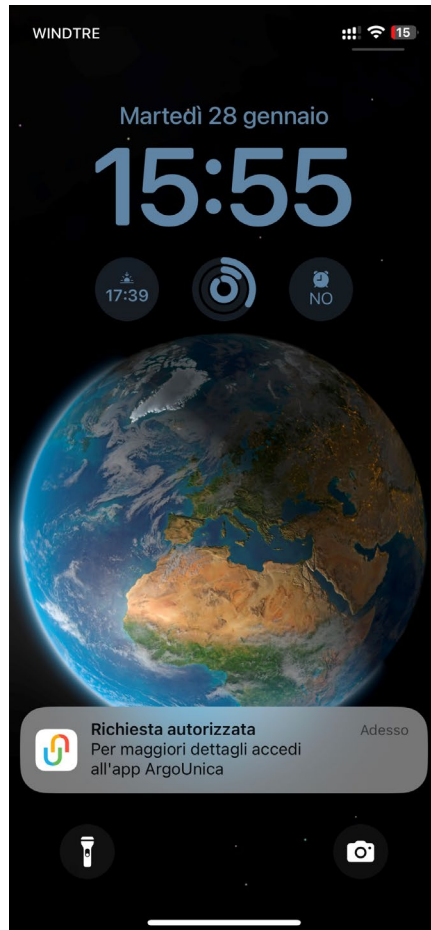 WINDTRE 15
Martedì 28 gennaio
15:55
17:39
NO
Richiesta autorizzata Adesso
Per maggiori dettagli accedi
all'app ArgoUnica